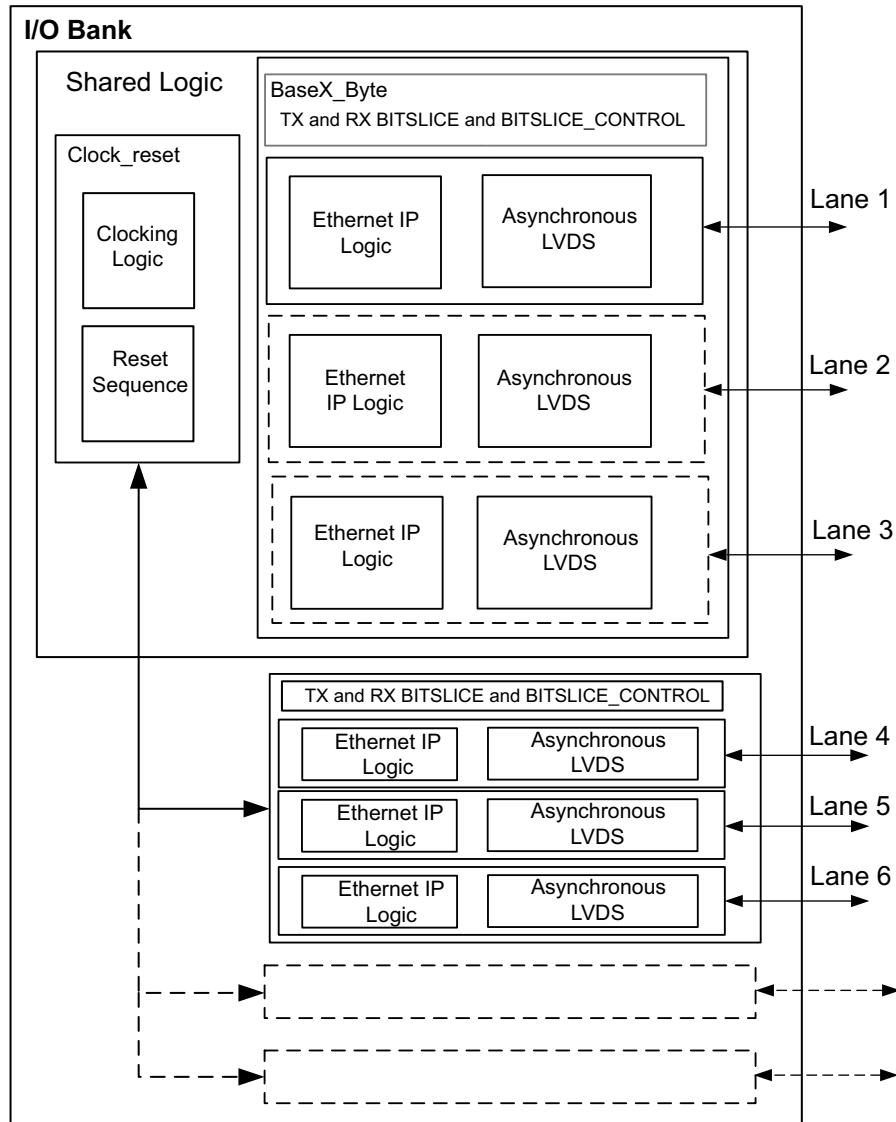 I/O Bank
Shared Logic
BaseX_Byte
TX and RX BITSLICE and BITSLICE_CONTROL
Clock_reset
Clocking
Logic
Reset
Sequence
Ethernet IP
Logic
Asynchronous
LVDS
Lane 1
Ethernet
IP Logic
Asynchronous
LVDS
Lane 2
Ethernet IP
Logic
Asynchronous
LVDS
Lane 3
TX and RX BITSLICE and BITSLICE_CONTROL
Ethernet IP
Logic
Asynchronous
LVDS
Lane 4
Ethernet IP
Logic
Asynchronous
LVDS
Lane 5
Ethernet IP
Logic
Asynchronous
LVDS
Lane 6